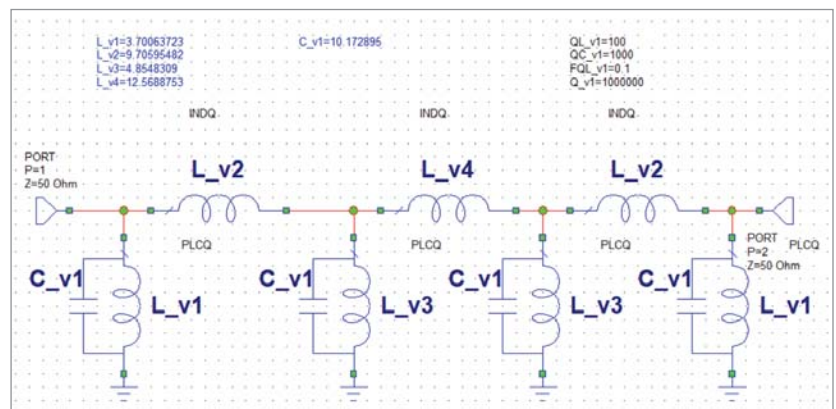 L_v1=3.70063723
L_v2=9.70595482
L_v3=4.8548309
L_v4=12.5688753
C_v1=10.172895
QL_v1=100
QC_v1=1000
FQL_v1=0.1
Q_v1=1000000
INDQ
INDQ
INDQ
PORT
P=1
Z=50 Ohm
L_v2
L_v4
L_v2
PLCQ
PLCQ
PLCQ
PORT
P=2
Z=50 Ohm
PLCQ
C_v1
L_v1
C_v1
L_v3
C_v1
L_v3
C_v1
L_v1